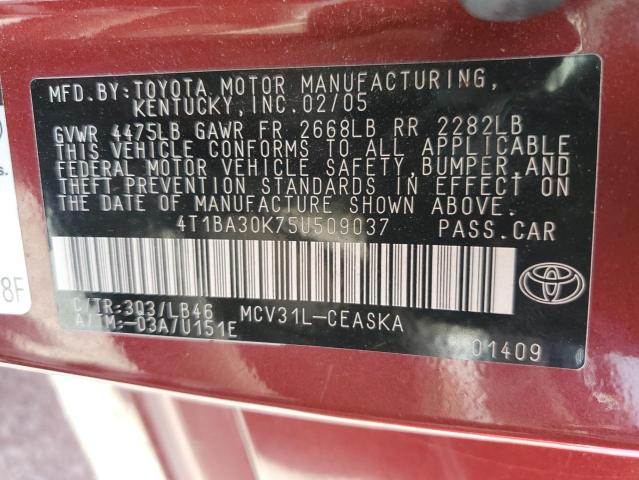 MFD.BY:TOYOTA MOTOR MANUFACTURING,
KENTUCKY,INC.02/05
GVWR 4475LB GAWR FR 2668LB RR 2282LB
THIS VEHICLE CONFORMS TO ALL APPLICABLE
FEDERAL MOTOR VEHICLE SAFETY,BUMPER,AND
THEFT PREVENTION STANDARDS IN EFFECT ON
THE DATE OF MANUFACTURE SHOWN ABOVE.
4T1BA30K75U509037 PASS.CAR
s.
8F
C/TR:3Q3/LB46 MCV31L-CEASKA
A/TM:-03A/U151E
TOYOTA
01409